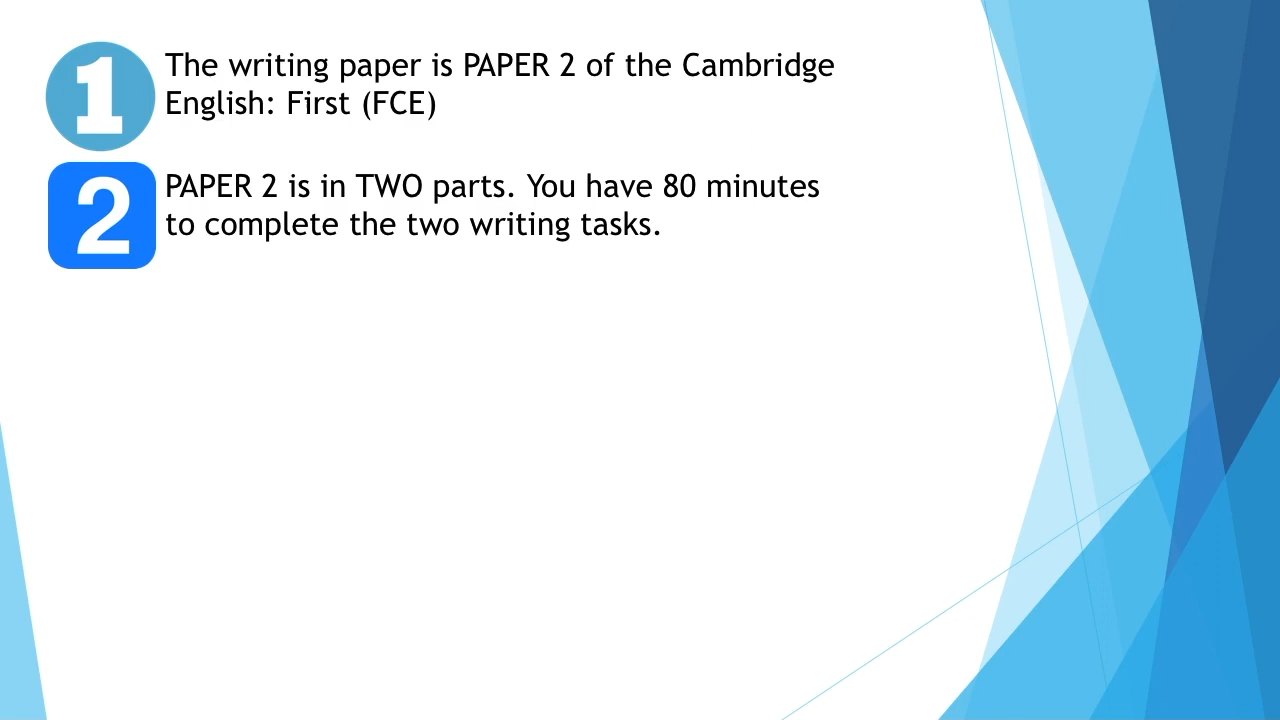 1
The writing paper is PAPER 2 of the Cambridge
English: First (FCE)
2
PAPER 2 is in TWO parts. You have 80 minutes
to complete the two writing tasks.